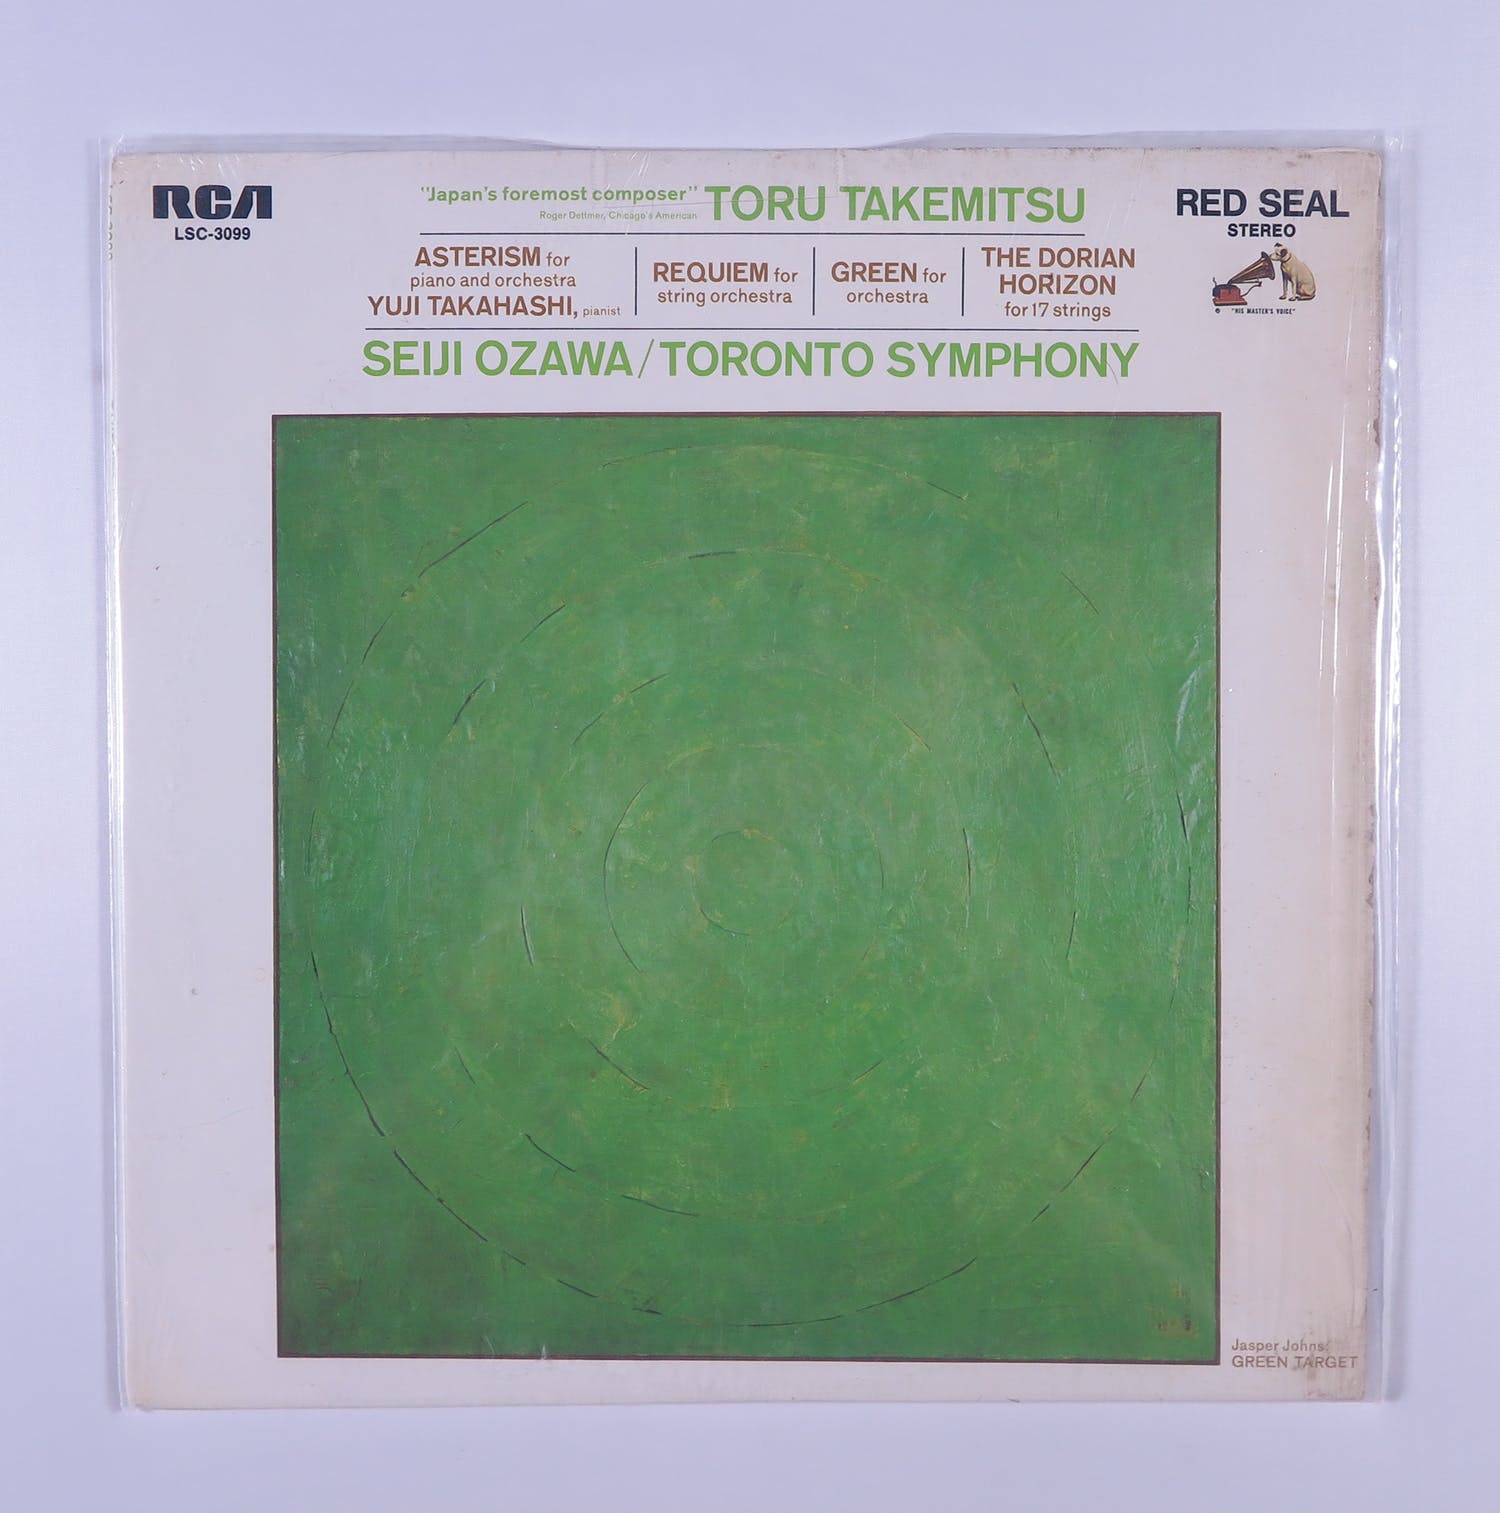 RCA
LSC-3099
"Japan's foremost composer" TORU TAKEMITSU
Roger Dettmer, Chicago's American
RED SEAL
STEREO
"HIS MASTER'S VOICE"
ASTERISM for
piano and orchestra
YUJI TAKAHASHI, pianist
REQUIEM for
string orchestra
GREEN for
orchestra
THE DORIAN
HORIZON
for 17 strings
SEIJI OZAWA/TORONTO SYMPHONY
Jasper Johns:
GREEN TARGET